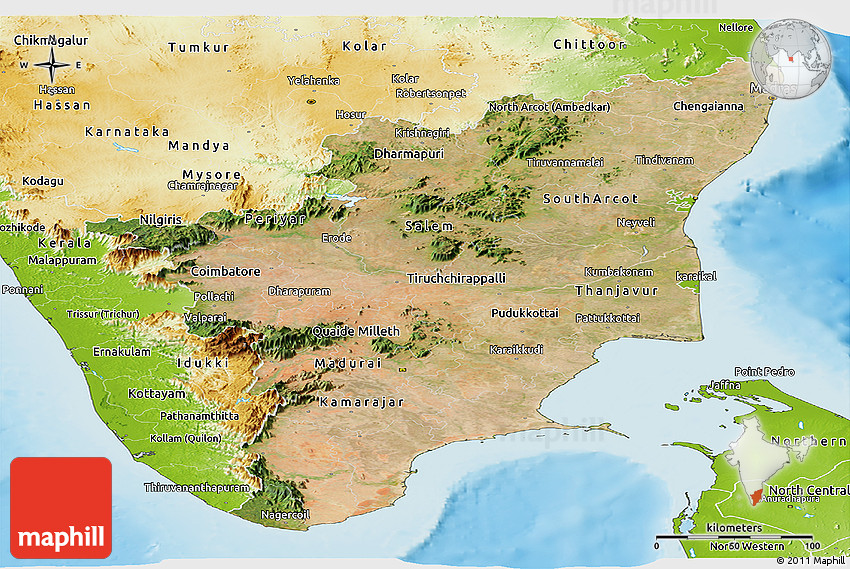 Nellore
Chikmagalur
N
Tumkur
Kolar
Chittoor
W
E
S
Yelahanka
Kolar
Robertsonpet
Hassan
Hassan
North Arcot (Ambedkar)
Chengaianna
Hosur
Karnataka
Krishnagiri
Mandya
Dharmapuri
Tiruvannamalai
Tindivanam
Mysore
Kodagu
Chamrajnagar
SouthArcot
Nilgiris
Periyar
Salem
Neyveli
ozhikode
Kerala
Erode
Malappuram
Coimbatore
Tiruchchirappalli
Kumbakonam
karaikal
Ponnani
Pollachi
Dharapuram
Thanjavur
Trissur (Trichur)
Valparai
Pudukkottai
Pattukkottai
Quaide Milleth
Ernakulam
Idukki
Madurai
Karaikkudi
Point Pedro
Jaffna
Kottayam
Kamarajar
Pathanamthitta
Kollam (Quilon)
Northern
maphill
Thiruvananthapuram
North Central
Anuradhapura
Nagercoil
kilometers
maphill
0
50
100
North Western
© 2011 Maphill